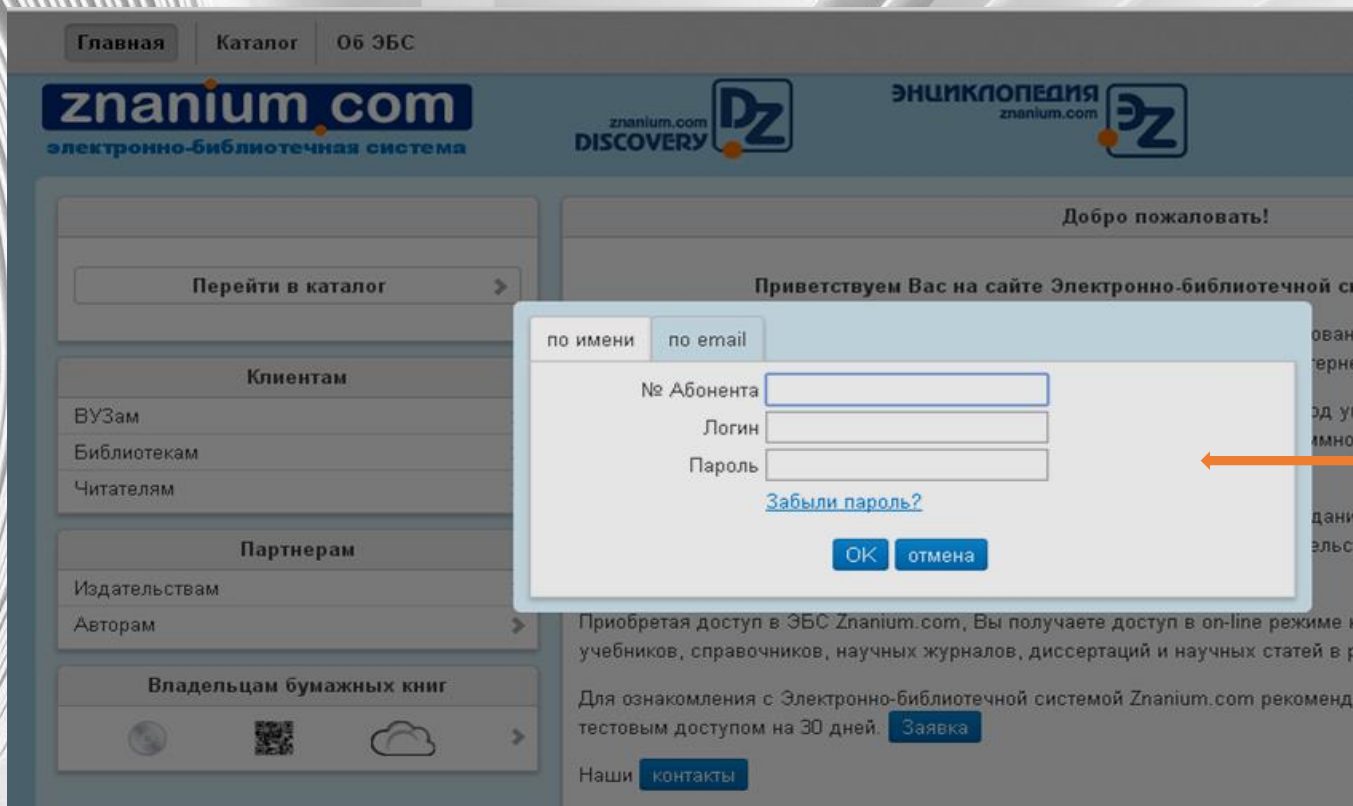 Главная Каталог Об ЭБС
znanium.com
электронно-библиотечная система
znanium.com
DISCOVERY
DZ
ЭНЦИКЛОПЕДИЯ
znanium.com
ЭZ
Добро пожаловать!
Перейти в каталог
Приветствуем Вас на сайте Электронно-библиотечной
по имени по email
№ Абонента
Логин
Пароль
Забыли пароль?
OK отмена
Клиентам
ВУЗам
Библиотекам
Читателям
Партнерам
Издательствам
Авторам
Владельцам бумажных книг
Приобретая доступ в ЭБС Znanium.com, Вы получаете доступ в on-line режиме
учебников, справочников, научных журналов, диссертаций и научных статей в
Для ознакомления с Электронно-библиотечной системой Znanium.com рекоменд
тестовым доступом на 30 дней. Заявка
Наши контакты